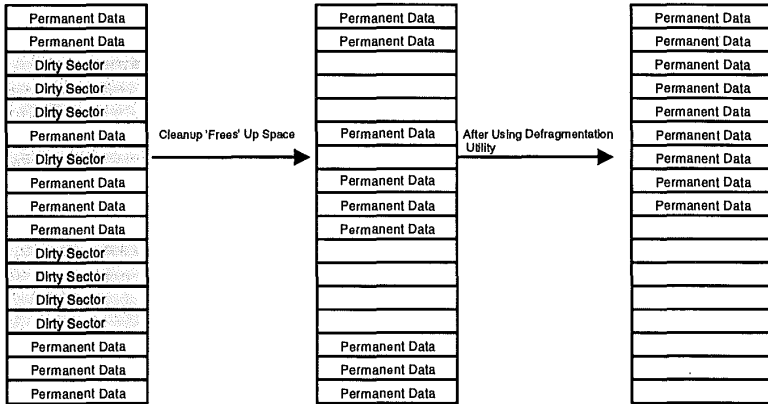 Permanent Data
Permanent Data
Dirty Sector
Dirty Sector
Dirty Sector
Permanent Data
Dirty Sector
Permanent Data
Permanent Data
Permanent Data
Dirty Sector
Dirty Sector
Dirty Sector
Dirty Sector
Permanent Data
Permanent Data
Permanent Data
Cleanup 'Frees' Up Space
Permanent Data
Permanent Data
Permanent Data
Permanent Data
Permanent Data
Permanent Data
Permanent Data
Permanent Data
Permanent Data
After Using Defragmentation
Utility
Permanent Data
Permanent Data
Permanent Data
Permanent Data
Permanent Data
Permanent Data
Permanent Data
Permanent Data
Permanent Data